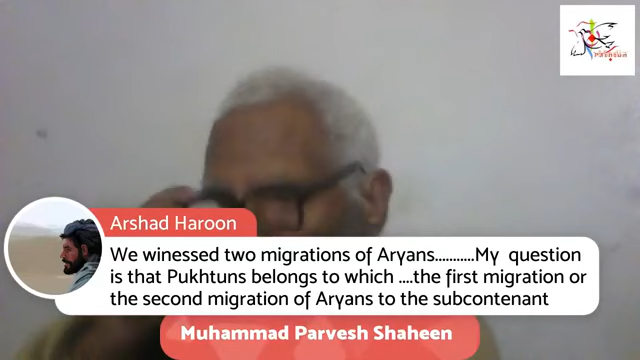 Pashtun
Arshad Haroon
We winessed two migrations of Aryans...........My question
is that Pukhtuns belongs to which ....the first migration or
the second migration of Aryans to the subcontenant
Muhammad Parvesh Shaheen